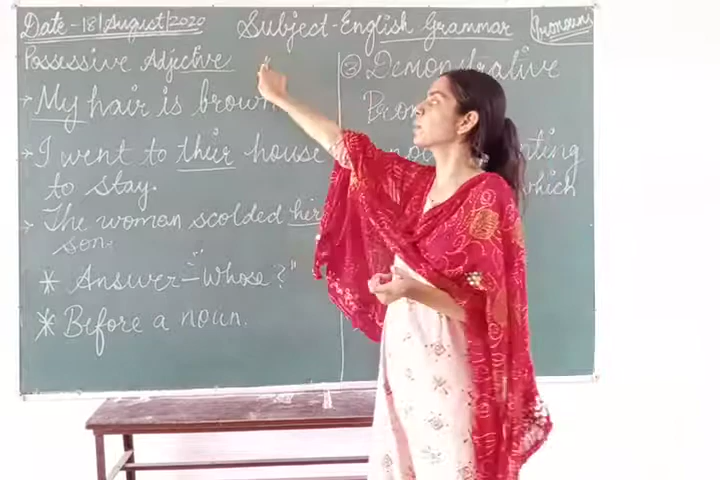 Date - 18/August/2020
Subject - English Grammar
Pronouns
Possessive Adjective
→ My hair is brown
→ I went to their house
to stay.
→ The woman scolded her
son.
* Answer - "Whose?"
* Before a noun.
② Demonstrative
which